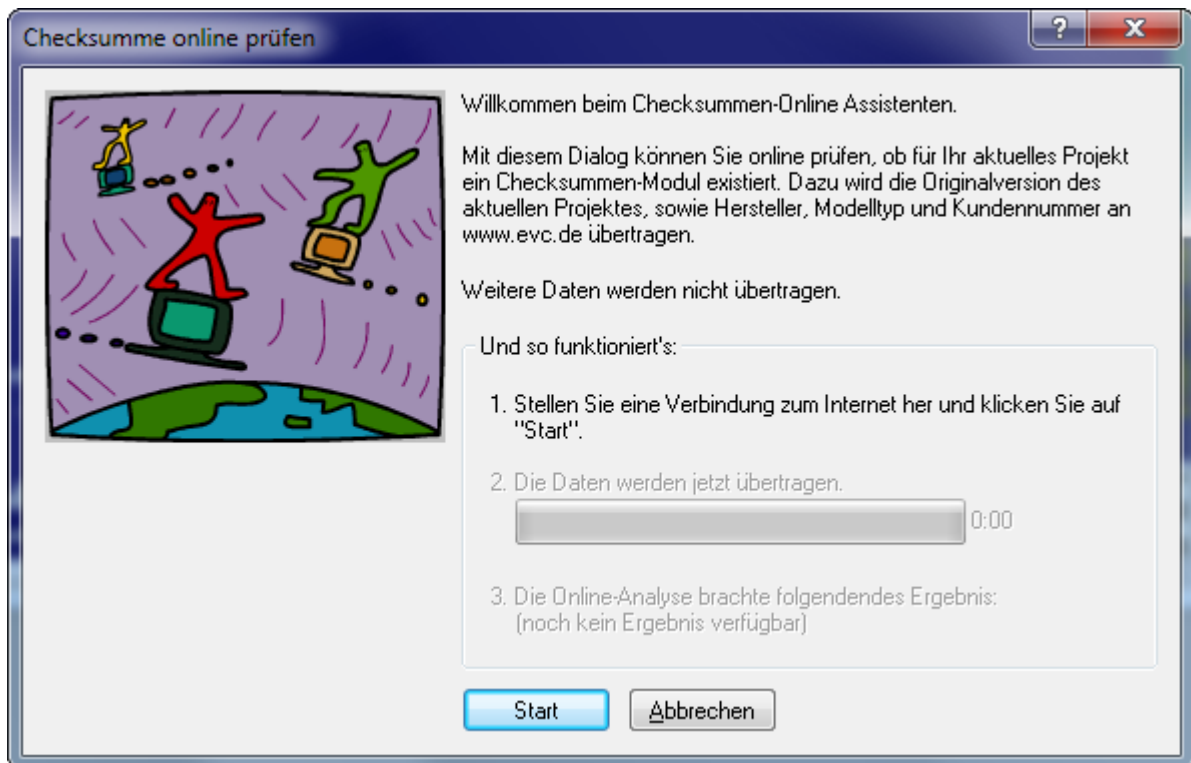 Checksumme online prüfen
Willkommen beim Checksummen-Online Assistenten.
Mit diesem Dialog können Sie online prüfen, ob für Ihr aktuelles Projekt
ein Checksummen-Modul existiert. Dazu wird die Originalversion des
aktuellen Projektes, sowie Hersteller, Modelltyp und Kundennummer an
www.evc.de übertragen.
Weitere Daten werden nicht übertragen.
Und so funktioniert's:
1. Stellen Sie eine Verbindung zum Internet her und klicken Sie auf
"Start".
2. Die Daten werden jetzt übertragen.
0:00
3. Die Online-Analyse brachte folgendendes Ergebnis:
(noch kein Ergebnis verfügbar)
Start
Abbrechen